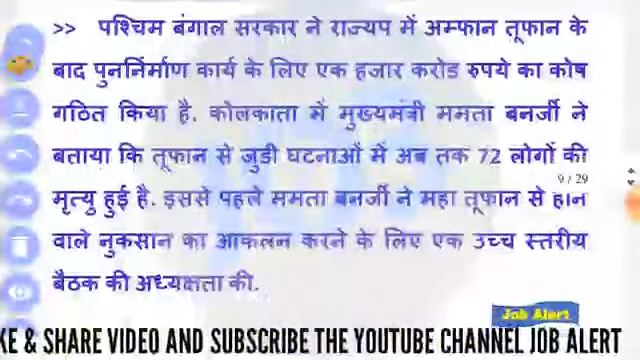 >> पश्चिम बंगाल सरकार ने राज्यप में अम्फान तूफान के
बाद पुनर्निर्माण कार्य के लिए एक हजार करोड रुपये का कोष
गठित किया है. कोलकाता में मुख्यमंत्री ममता बनर्जी ने
बताया कि तूफान से जुडी घटनाओं में अब तक 72 लोगों की
9 / 29
मृत्यु हुई है. इससे पहले ममता बनर्जी ने महा तूफान से हान
वाले नुकसान का आकलन करने के लिए एक उच्च स्तरीय
बैठक की अध्यक्षता की.
Job Alert
KE & SHARE VIDEO AND SUBSCRIBE THE YOUTUBE CHANNEL JOB ALERT